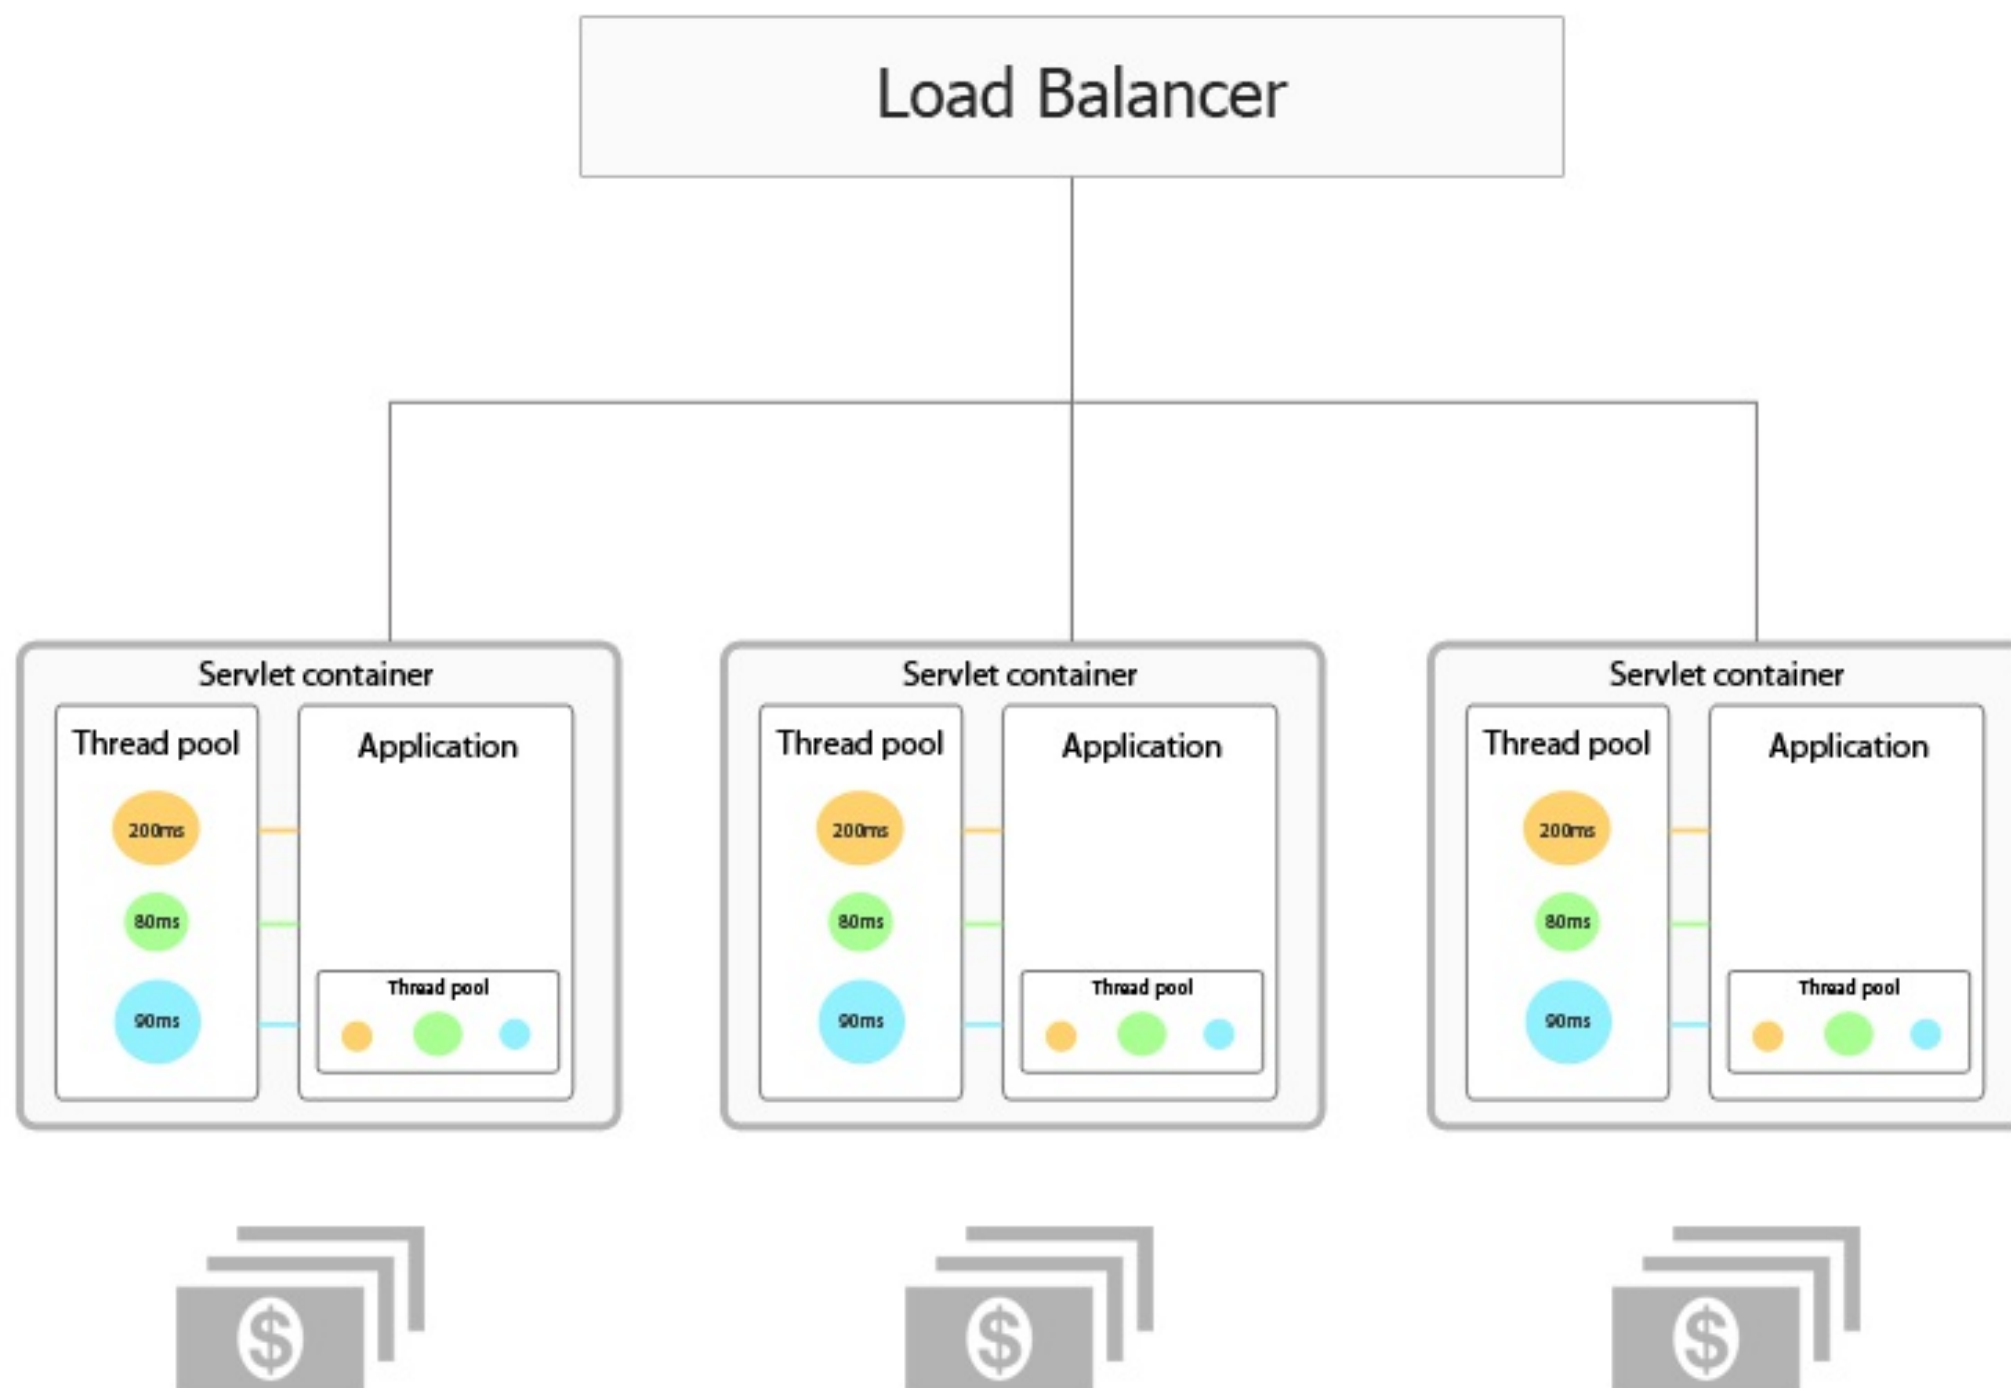 Load Balancer
Servlet container
Thread pool
Application
200ms
80ms
90ms
Thread pool
$
Servlet container
Thread pool
Application
200ms
80ms
90ms
Thread pool
$
Servlet container
Thread pool
Application
200ms
80ms
90ms
Thread pool
$